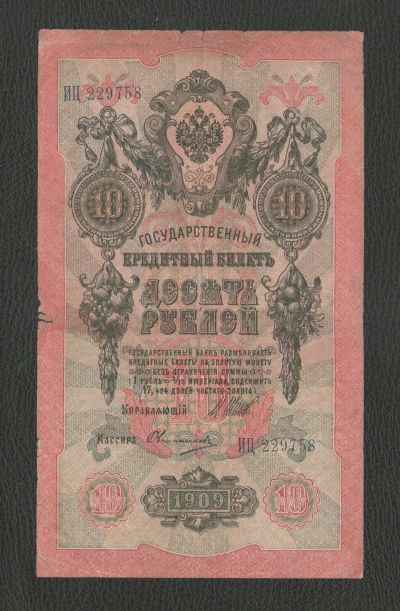 ИЦ 229758
10 10
ГОСУДАРСТВЕННЫЙ
КРЕДИТНЫЙ БИЛЕТЪ
ДЕСЯТЬ
РУБЛЕЙ
ГОСУДАРСТВЕННЫЙ БАНКЪ РАЗМѢНИВАЕТЪ
КРЕДИТНЫЕ БИЛЕТЫ НА ЗОЛОТУЮ МОНЕТУ
БЕЗЪ ОГРАНИЧЕНІЯ СУММЫ
(1 РУБЛЬ = 1/15 ИМПЕРІАЛА, СОДЕРЖИТЪ
17,424 ДОЛЕЙ ЧИСТАГО ЗОЛОТА)
10
УПРАВЛЯЮЩІЙ
Кассиръ
ИЦ 229758
10 1909 10